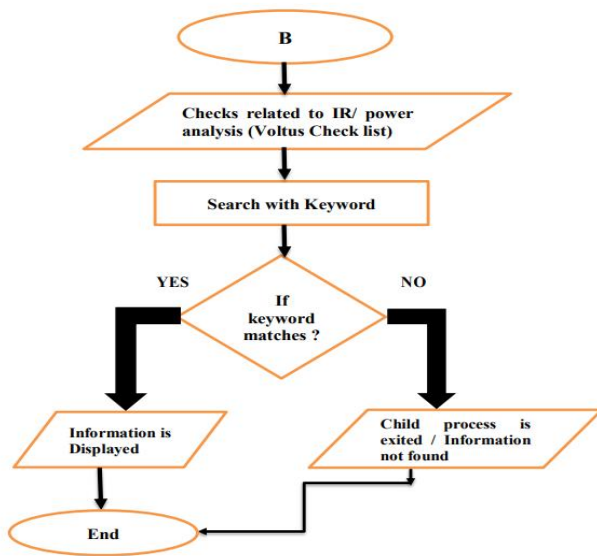 B
Checks related to IR/ power
analysis (Voltus Check list)
Search with Keyword
YES
NO
If
keyword
matches ?
Information is
Displayed
Child process is
exited / Information
not found
End